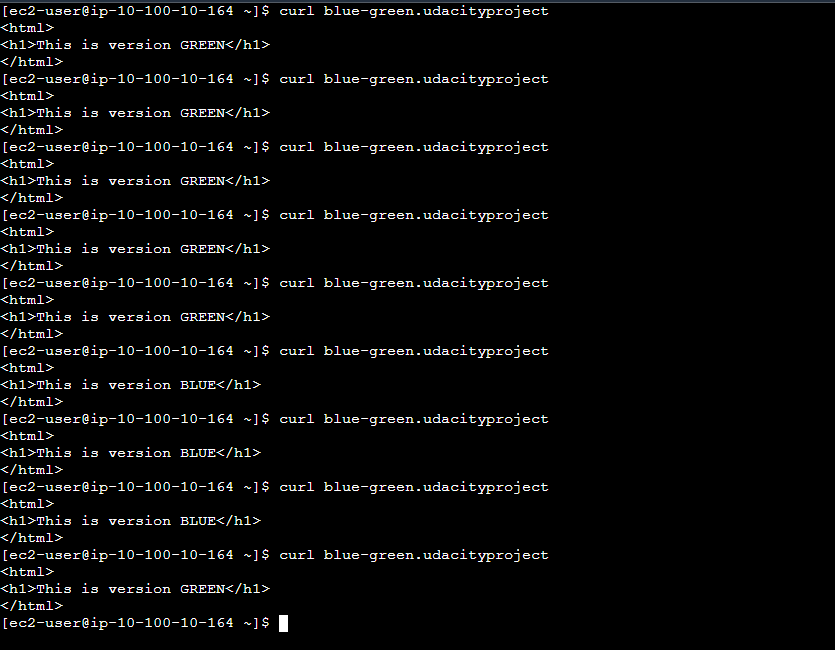 [ec2-user@ip-10-100-10-164 ~]$ curl blue-green.udacityproject
<html>
<h1>This is version GREEN</h1>
</html>
[ec2-user@ip-10-100-10-164 ~]$ curl blue-green.udacityproject
<html>
<h1>This is version GREEN</h1>
</html>
[ec2-user@ip-10-100-10-164 ~]$ curl blue-green.udacityproject
<html>
<h1>This is version GREEN</h1>
</html>
[ec2-user@ip-10-100-10-164 ~]$ curl blue-green.udacityproject
<html>
<h1>This is version GREEN</h1>
</html>
[ec2-user@ip-10-100-10-164 ~]$ curl blue-green.udacityproject
<html>
<h1>This is version GREEN</h1>
</html>
[ec2-user@ip-10-100-10-164 ~]$ curl blue-green.udacityproject
<html>
<h1>This is version BLUE</h1>
</html>
[ec2-user@ip-10-100-10-164 ~]$ curl blue-green.udacityproject
<html>
<h1>This is version BLUE</h1>
</html>
[ec2-user@ip-10-100-10-164 ~]$ curl blue-green.udacityproject
<html>
<h1>This is version BLUE</h1>
</html>
[ec2-user@ip-10-100-10-164 ~]$ curl blue-green.udacityproject
<html>
<h1>This is version GREEN</h1>
</html>
[ec2-user@ip-10-100-10-164 ~]$